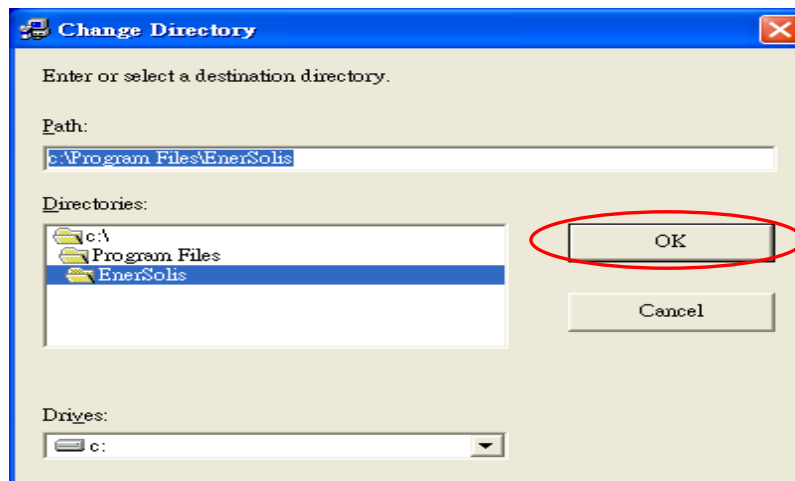 Change Directory
Enter or select a destination directory.
Path:
c:\Program Files\EnerSolis
Directories:
c:\
Program Files
EnerSolis
OK
Cancel
Drives:
c: